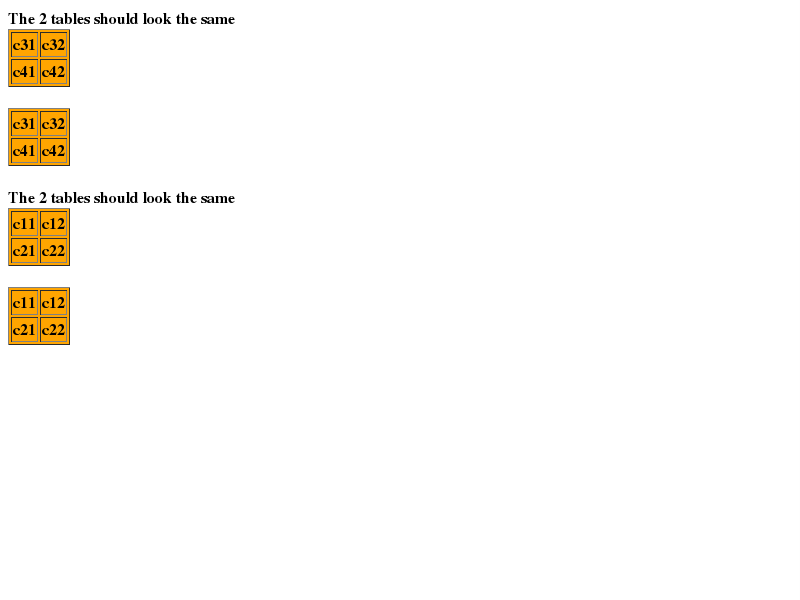 The 2 tables should look the same
c31 c32
c41 c42
c31 c32
c41 c42
The 2 tables should look the same
c11 c12
c21 c22
c11 c12
c21 c22